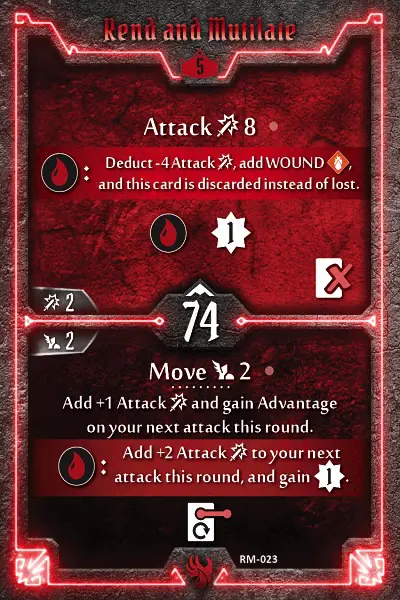 Rend and Mutilate
5
Attack 8
: Deduct -4 Attack , add WOUND ,
and this card is discarded instead of lost.
1
2
74
2
Move 2
Add +1 Attack and gain Advantage
on your next attack this round.
: Add +2 Attack to your next
attack this round, and gain 1 .
RM-023